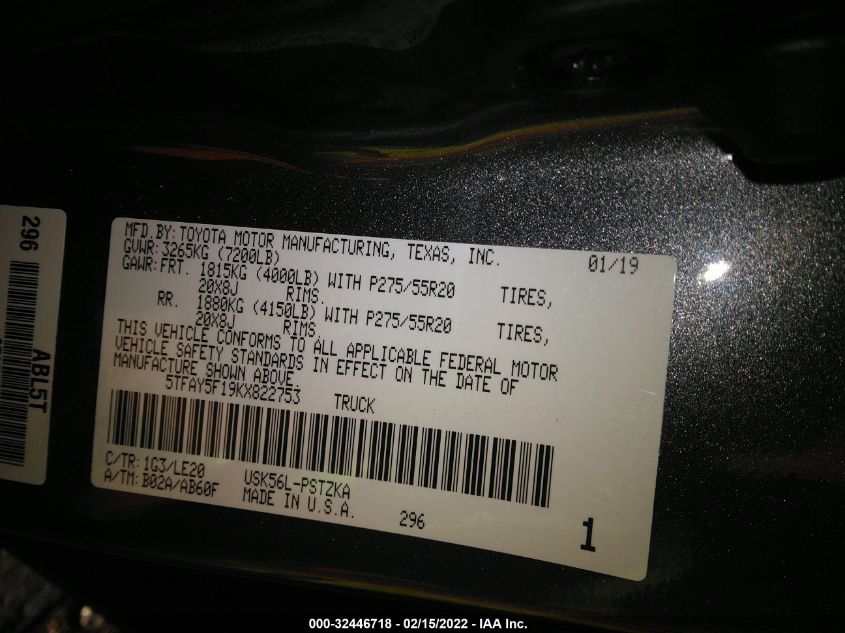 296
ABL5T
MFD.BY:TOYOTA MOTOR MANUFACTURING, TEXAS, INC. 01/19
GVWR:3265KG (7200LB)
GAWR:FRT. 1815KG (4000LB) WITH P275/55R20 TIRES,
20X8J RIMS.
RR. 1880KG (4150LB) WITH P275/55R20 TIRES,
20X8J RIMS.
THIS VEHICLE CONFORMS TO ALL APPLICABLE FEDERAL MOTOR
VEHICLE SAFETY STANDARDS IN EFFECT ON THE DATE OF
MANUFACTURE SHOWN ABOVE.
5TFAY5F19KX822753 TRUCK
C/TR:1G3/LE20
A/TM:B02A/AB60F
USK56L-PSTZKA
MADE IN U.S.A.
296
1
000-32446718 - 02/15/2022 - IAA Inc.